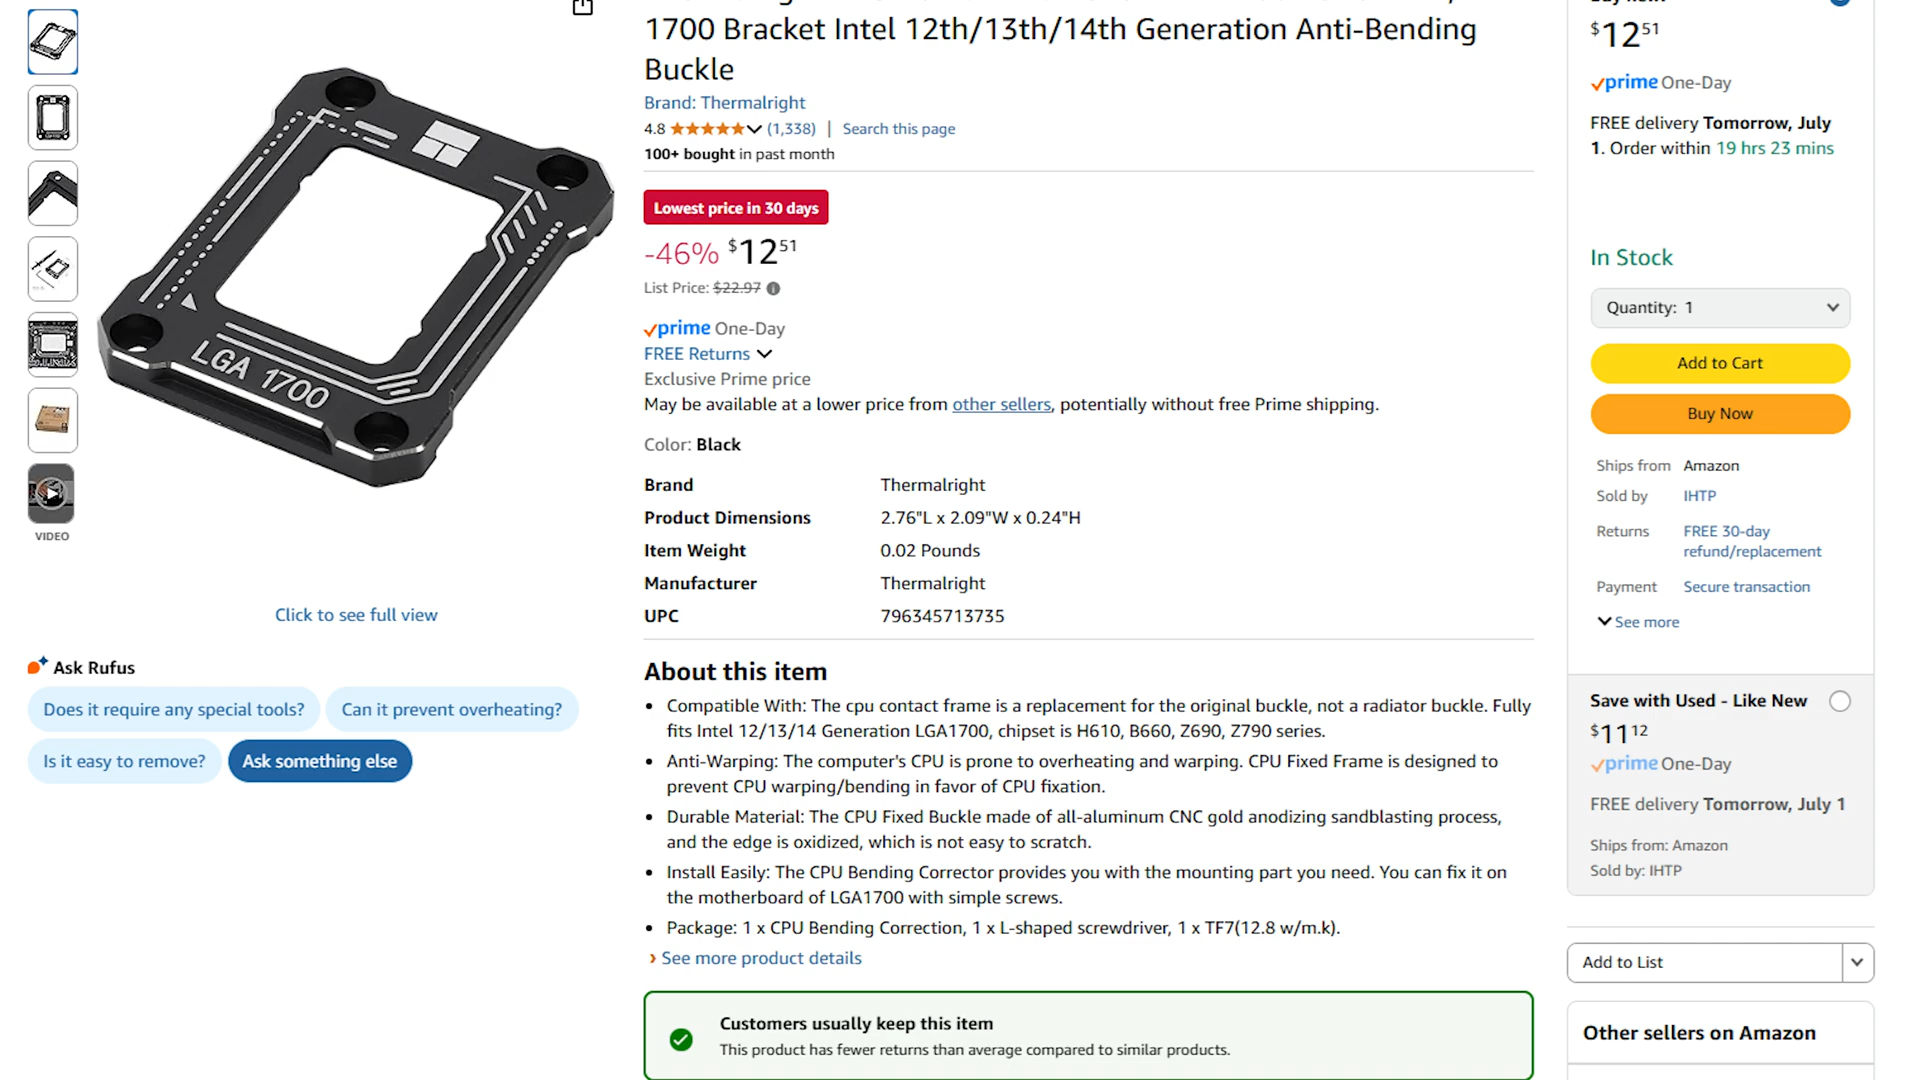 1700 Bracket Intel 12th/13th/14th Generation Anti-Bending
Buckle
Brand: Thermalright
4.8 (1,338) | Search this page
100+ bought in past month
Lowest price in 30 days
-46% $12 51
List Price: $22.97
prime One-Day
FREE Returns
Exclusive Prime price
May be available at a lower price from other sellers, potentially without free Prime shipping.
Color: Black
Brand Thermalright
Product Dimensions 2.76"L x 2.09"W x 0.24"H
Item Weight 0.02 Pounds
Manufacturer Thermalright
UPC 796345713735
About this item
Compatible With: The cpu contact frame is a replacement for the original buckle, not a radiator buckle. Fully
fits Intel 12/13/14 Generation LGA1700, chipset is H610, B660, Z690, Z790 series.
Anti-Warping: The computer's CPU is prone to overheating and warping. CPU Fixed Frame is designed to
prevent CPU warping/bending in favor of CPU fixation.
Durable Material: The CPU Fixed Buckle made of all-aluminum CNC gold anodizing sandblasting process,
and the edge is oxidized, which is not easy to scratch.
Install Easily: The CPU Bending Corrector provides you with the mounting part you need. You can fix it on
the motherboard of LGA1700 with simple screws.
Package: 1 x CPU Bending Correction, 1 x L-shaped screwdriver, 1 x TF7(12.8 w/m.k).
› See more product details
Customers usually keep this item
This product has fewer returns than average compared to similar products.
LGA 1700
VIDEO
Click to see full view
Ask Rufus
Does it require any special tools?
Can it prevent overheating?
Is it easy to remove?
Ask something else
$12 51
prime One-Day
FREE delivery Tomorrow, July
1. Order within 19 hrs 23 mins
In Stock
Quantity: 1
Add to Cart
Buy Now
Ships from Amazon
Sold by IHTP
Returns FREE 30-day
refund/replacement
Payment Secure transaction
See more
Save with Used - Like New
$11 12
prime One-Day
FREE delivery Tomorrow, July 1
Ships from: Amazon
Sold by: IHTP
Add to List
Other sellers on Amazon